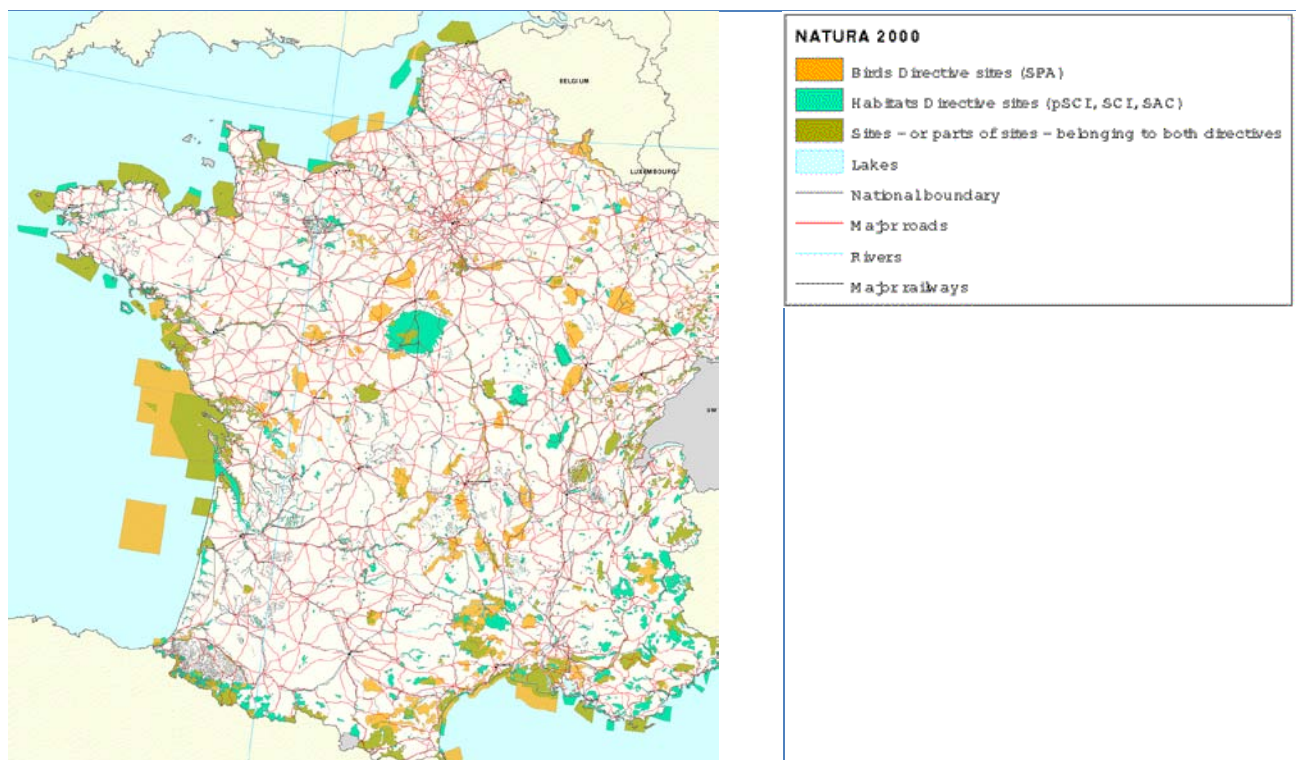 BELGIUM
LUXEMBOURG
SW
NATURA 2000
Birds Directive sites (SPA)
Habitats Directive sites (pSCI, SCI, SAC)
Sites - or parts of sites - belonging to both directives
Lakes
National boundary
Major roads
Rivers
Major railways